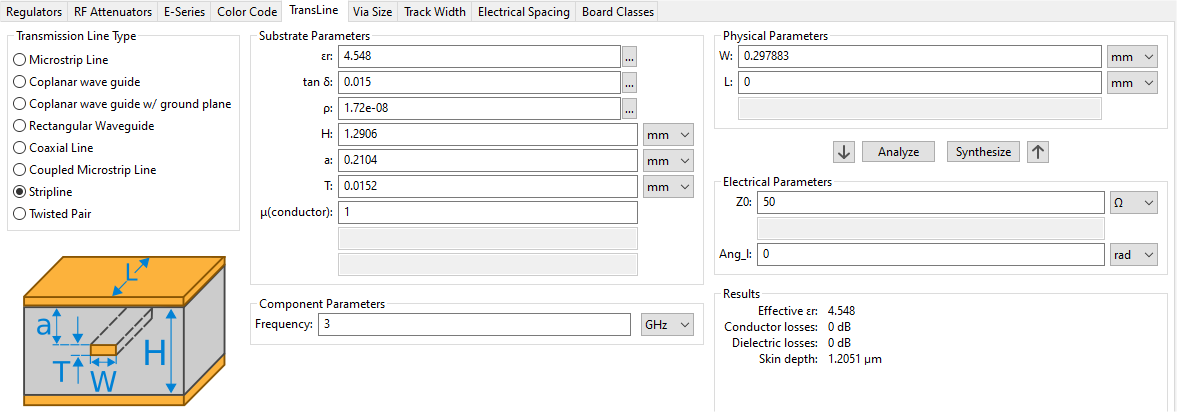 Regulators RF Attenuators E-Series Color Code TransLine Via Size Track Width Electrical Spacing Board Classes
Transmission Line Type
Microstrip Line
Coplanar wave guide
Coplanar wave guide w/ ground plane
Rectangular Waveguide
Coaxial Line
Coupled Microstrip Line
Stripline
Twisted Pair
L
a
T
W
H
Substrate Parameters
εr: 4.548 ...
tan δ: 0.015 ...
ρ: 1.72e-08 ...
H: 1.2906 mm
a: 0.2104 mm
T: 0.0152 mm
μ(conductor): 1
Component Parameters
Frequency: 3 GHz
Physical Parameters
W: 0.297883 mm
L: 0 mm
Analyze Synthesize
Electrical Parameters
Z0: 50 Ω
Ang_l: 0 rad
Results
Effective εr: 4.548
Conductor losses: 0 dB
Dielectric losses: 0 dB
Skin depth: 1.2051 μm